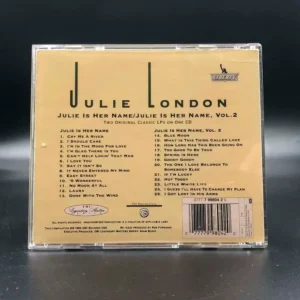 LIBERTY
JULIE LONDON
JULIE IS HER NAME/JULIE IS HER NAME, VOL.2
TWO ORIGINAL CLASSIC LPS ON ONE CD
JULIE IS HER NAME
1. CRY ME A RIVER
2. I SHOULD CARE
3. I'M IN THE MOOD FOR LOVE
4. I'M GLAD THERE IS YOU
5. CAN'T HELP LOVIN' THAT MAN
6. I LOVE YOU
7. SAY IT ISN'T SO
8. IT NEVER ENTERED MY MIND
9. EASY STREET
10. 'S WONDERFUL
11. NO MOON AT ALL
12. LAURA
13. GONE WITH THE WIND
JULIE IS HER NAME, VOL. 2
14. BLUE MOON
15. WHAT IS THIS THING CALLED LOVE
16. HOW LONG HAS THIS BEEN GOING ON
17. TOO GOOD TO BE TRUE
18. SPRING IS HERE
19. GOODY GOODY
20. THE ONE I LOVE BELONGS TO
SOMEBODY ELSE
21. IF I'M LUCKY
22. HOT TODDY
23. LITTLE WHITE LIES
24. I GUESS I'LL HAVE TO CHANGE MY PLAN
25. I GOT LOST IN HIS ARMS
EMI